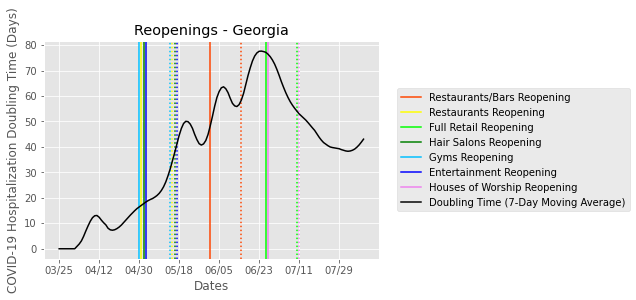 Reopenings - Georgia
COVID-19 Hospitalization Doubling Time (Days)
80
70
60
50
40
30
20
10
0
03/25 04/12 04/30 05/18 06/05 06/23 07/11 07/29
Dates
Restaurants/Bars Reopening
Restaurants Reopening
Full Retail Reopening
Hair Salons Reopening
Gyms Reopening
Entertainment Reopening
Houses of Worship Reopening
Doubling Time (7-Day Moving Average)